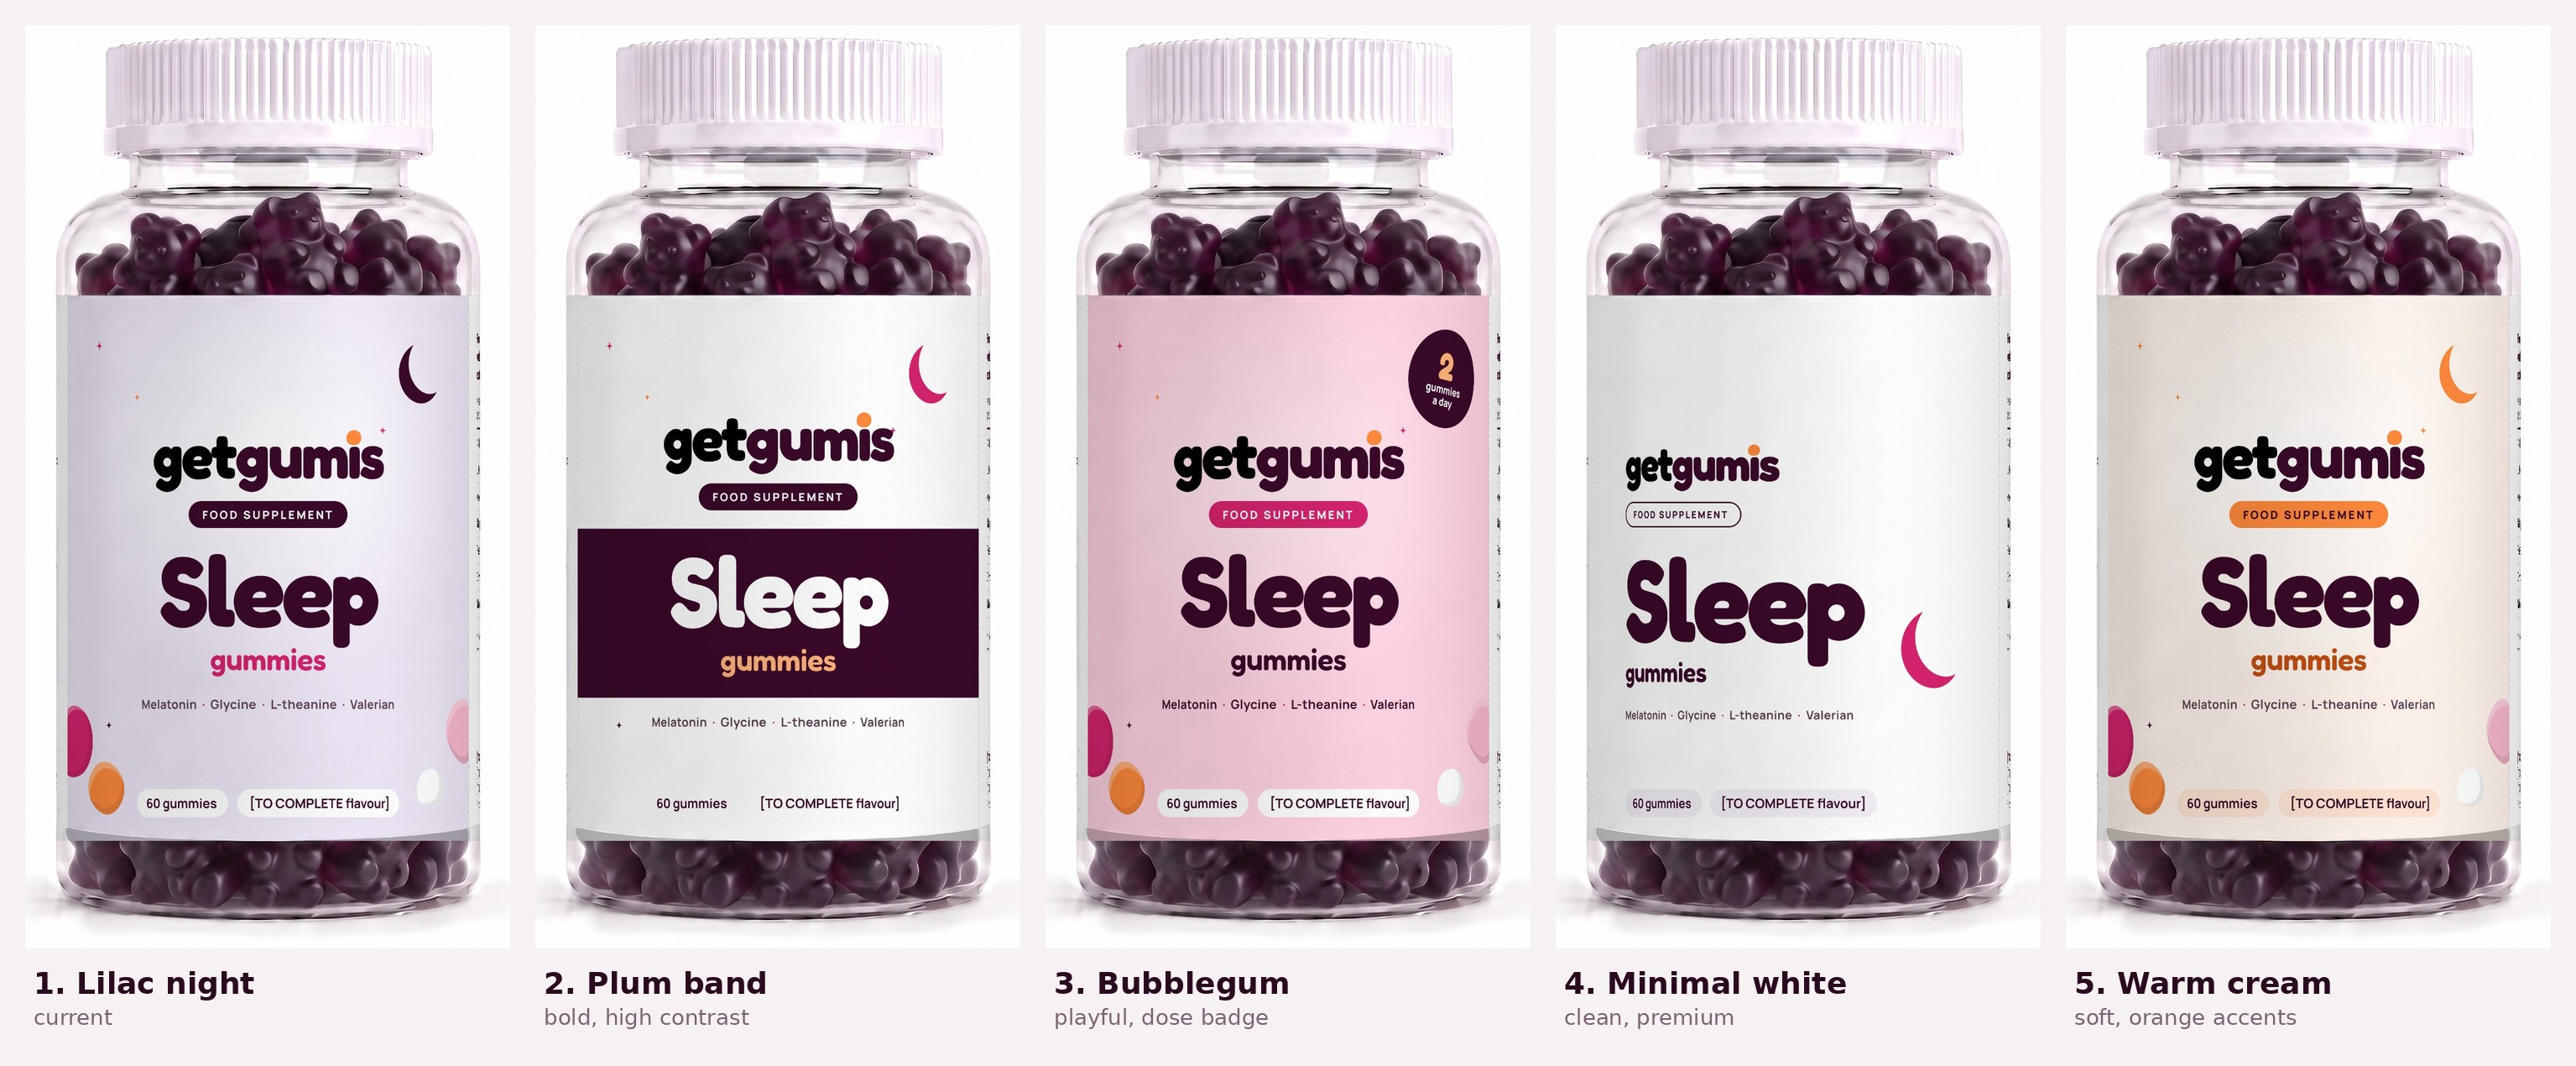 getgumis
FOOD SUPPLEMENT
Sleep
gummies
Melatonin · Glycine · L-theanine · Valerian
60 gummies [TO COMPLETE flavour]
1. Lilac night
current
getgumis
FOOD SUPPLEMENT
Sleep
gummies
Melatonin · Glycine · L-theanine · Valerian
60 gummies [TO COMPLETE flavour]
2. Plum band
bold, high contrast
2
gummies
a day
getgumis
FOOD SUPPLEMENT
Sleep
gummies
Melatonin · Glycine · L-theanine · Valerian
60 gummies [TO COMPLETE flavour]
3. Bubblegum
playful, dose badge
getgumis
FOOD SUPPLEMENT
Sleep
gummies
Melatonin · Glycine · L-theanine · Valerian
60 gummies [TO COMPLETE flavour]
4. Minimal white
clean, premium
getgumis
FOOD SUPPLEMENT
Sleep
gummies
Melatonin · Glycine · L-theanine · Valerian
60 gummies [TO COMPLETE flavour]
5. Warm cream
soft, orange accents